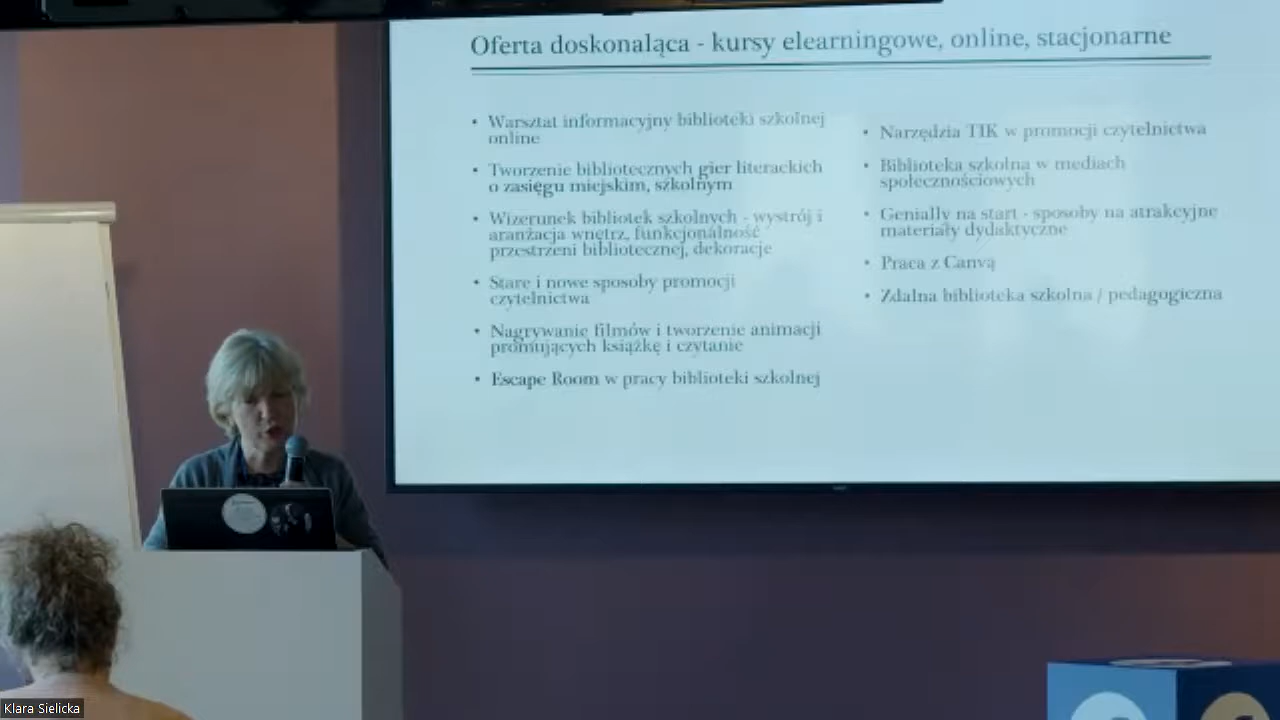 Oferta doskonaląca - kursy elearningowe, online, stacjonarne
• Warsztat informacyjny biblioteki szkolnej
online
• Tworzenie bibliotecznych gier literackich
o zasięgu miejskim, szkolnym
• Wizerunek bibliotek szkolnych - wystrój i
aranżacja wnętrz, funkcjonalność
przestrzeni bibliotecznej, dekoracje
• Stare i nowe sposoby promocji
czytelnictwa
• Nagrywanie filmów i tworzenie animacji
promujących książkę i czytanie
• Escape Room w pracy biblioteki szkolnej
• Narzędzia TIK w promocji czytelnictwa
• Biblioteka szkolna w mediach
społecznościowych
• Genially na start - sposoby na atrakcyjne
materiały dydaktyczne
• Praca z Canvą
• Zdalna biblioteka szkolna / pedagogiczna
Klara Sielicka